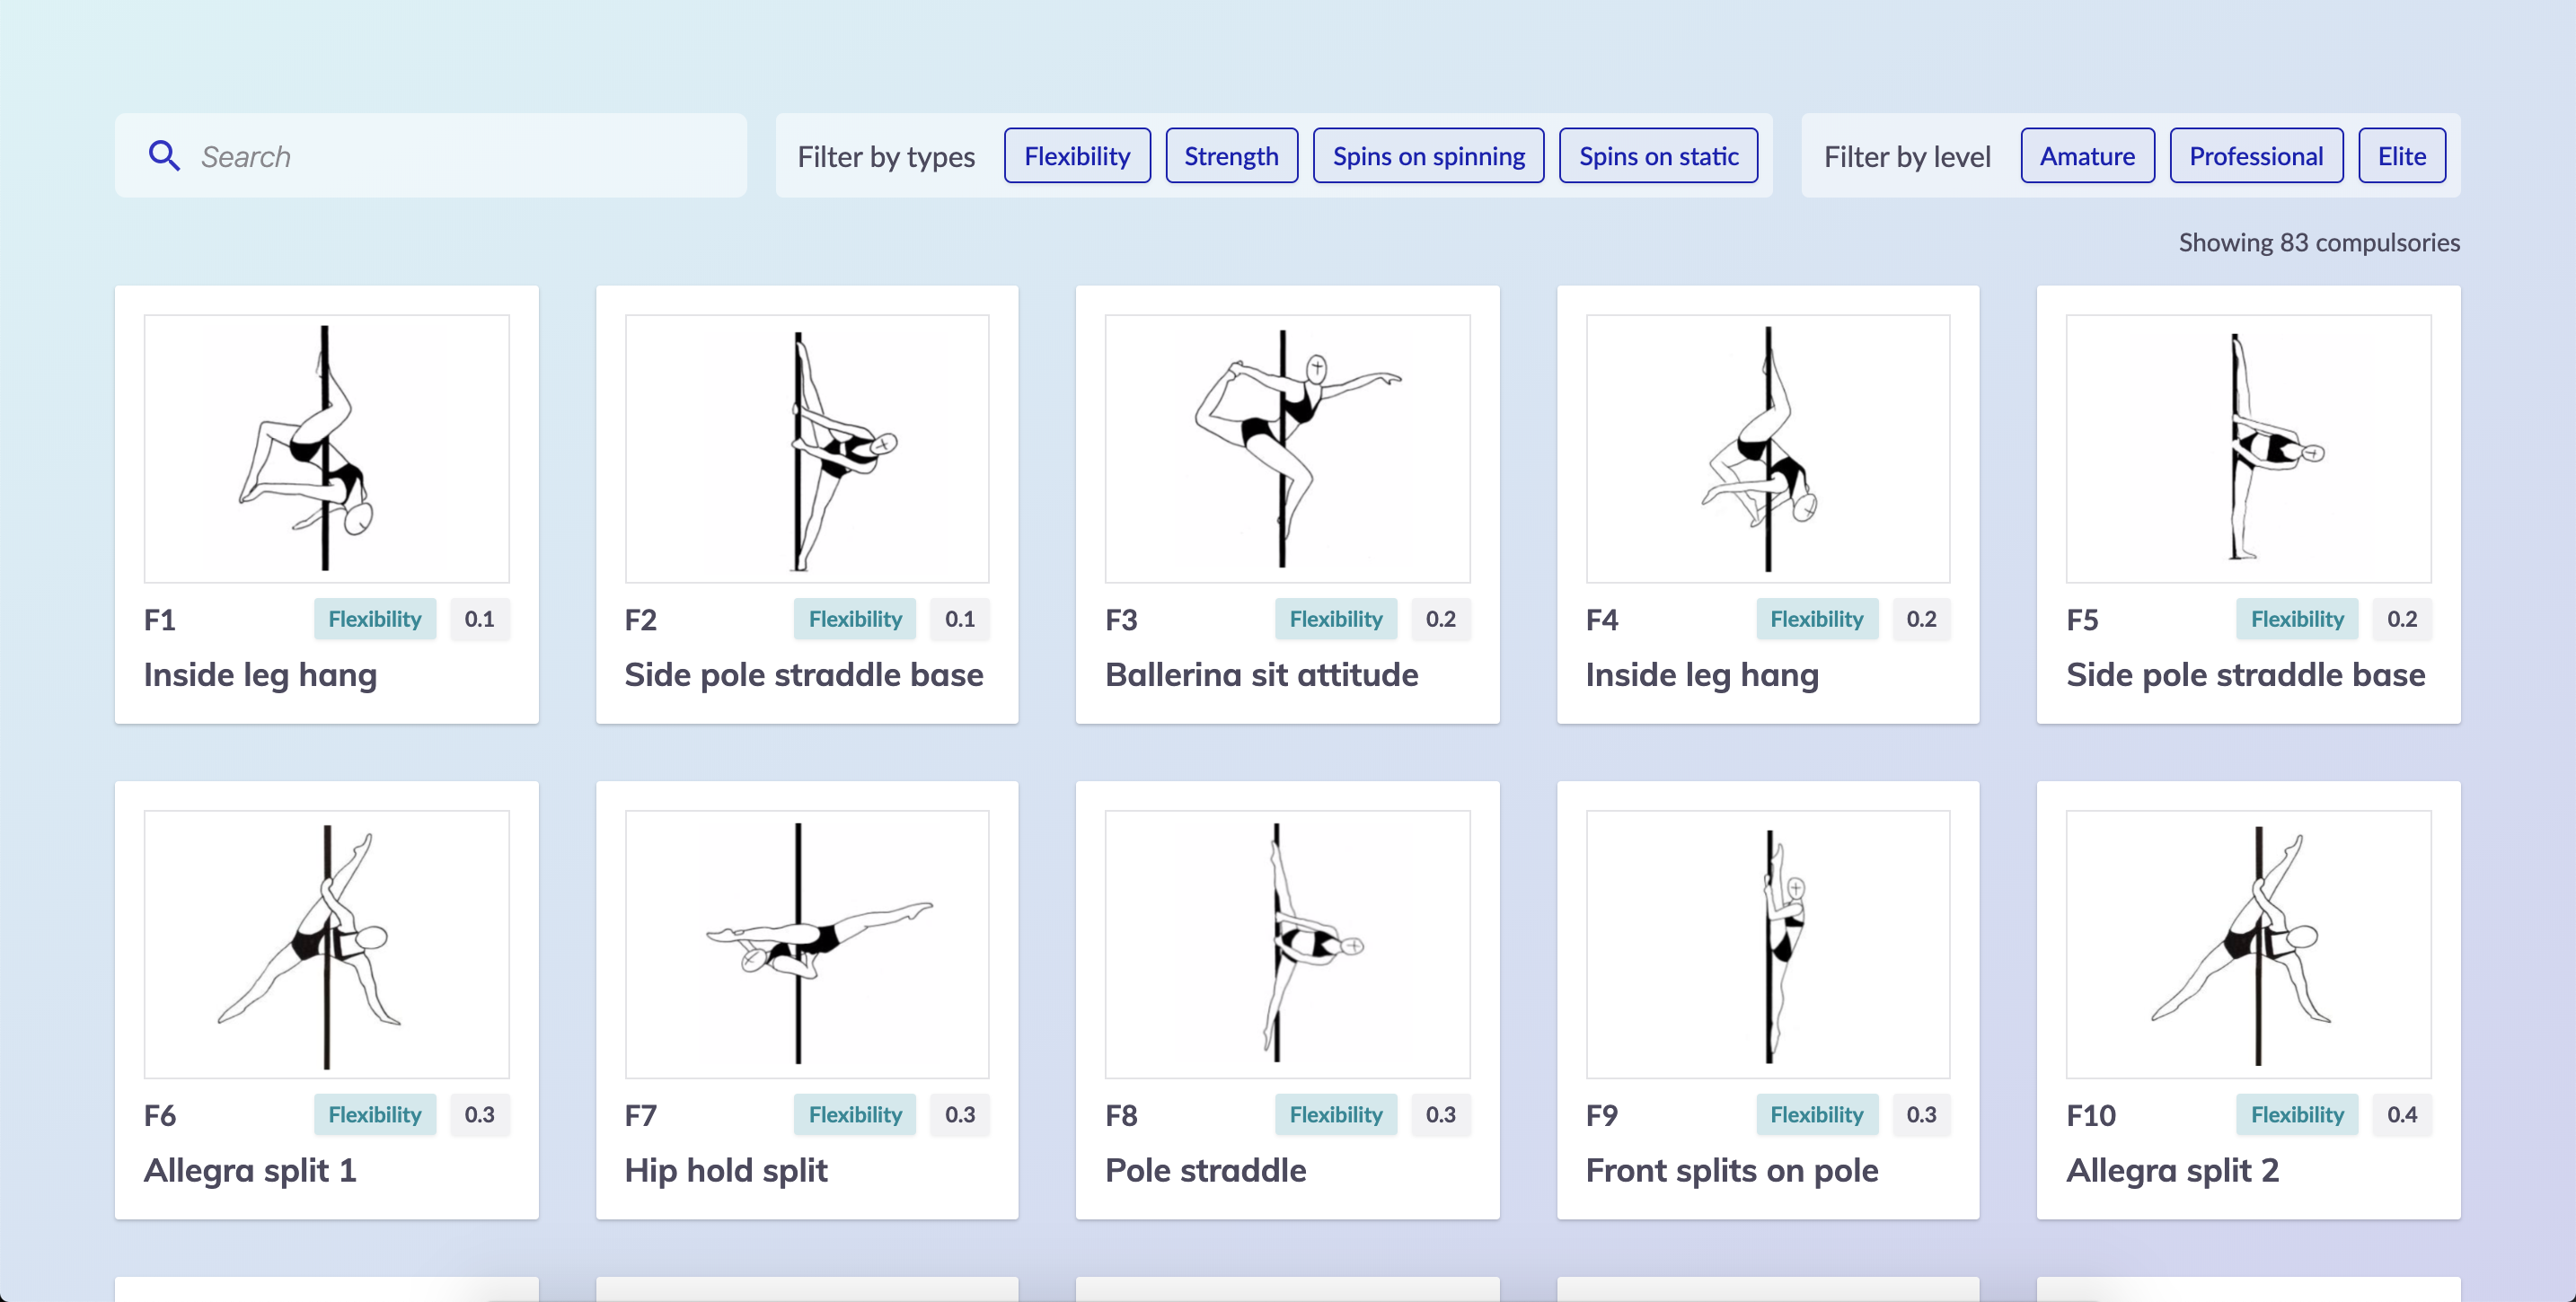 Search
Filter by types Flexibility Strength Spins on spinning Spins on static
Filter by level Amature Professional Elite
Showing 83 compulsories
F1 Flexibility 0.1
Inside leg hang
F2 Flexibility 0.1
Side pole straddle base
F3 Flexibility 0.2
Ballerina sit attitude
F4 Flexibility 0.2
Inside leg hang
F5 Flexibility 0.2
Side pole straddle base
F6 Flexibility 0.3
Allegra split 1
F7 Flexibility 0.3
Hip hold split
F8 Flexibility 0.3
Pole straddle
F9 Flexibility 0.3
Front splits on pole
F10 Flexibility 0.4
Allegra split 2